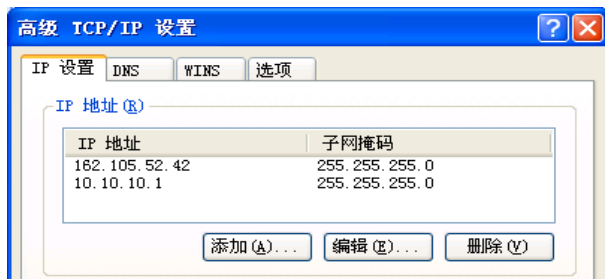 高级 TCP/IP 设置
IP 设置 DNS WINS 选项
IP 地址(R)
IP 地址 子网掩码
162.105.52.42 255.255.255.0
10.10.10.1 255.255.255.0
添加(A)... 编辑(E)... 删除(V)